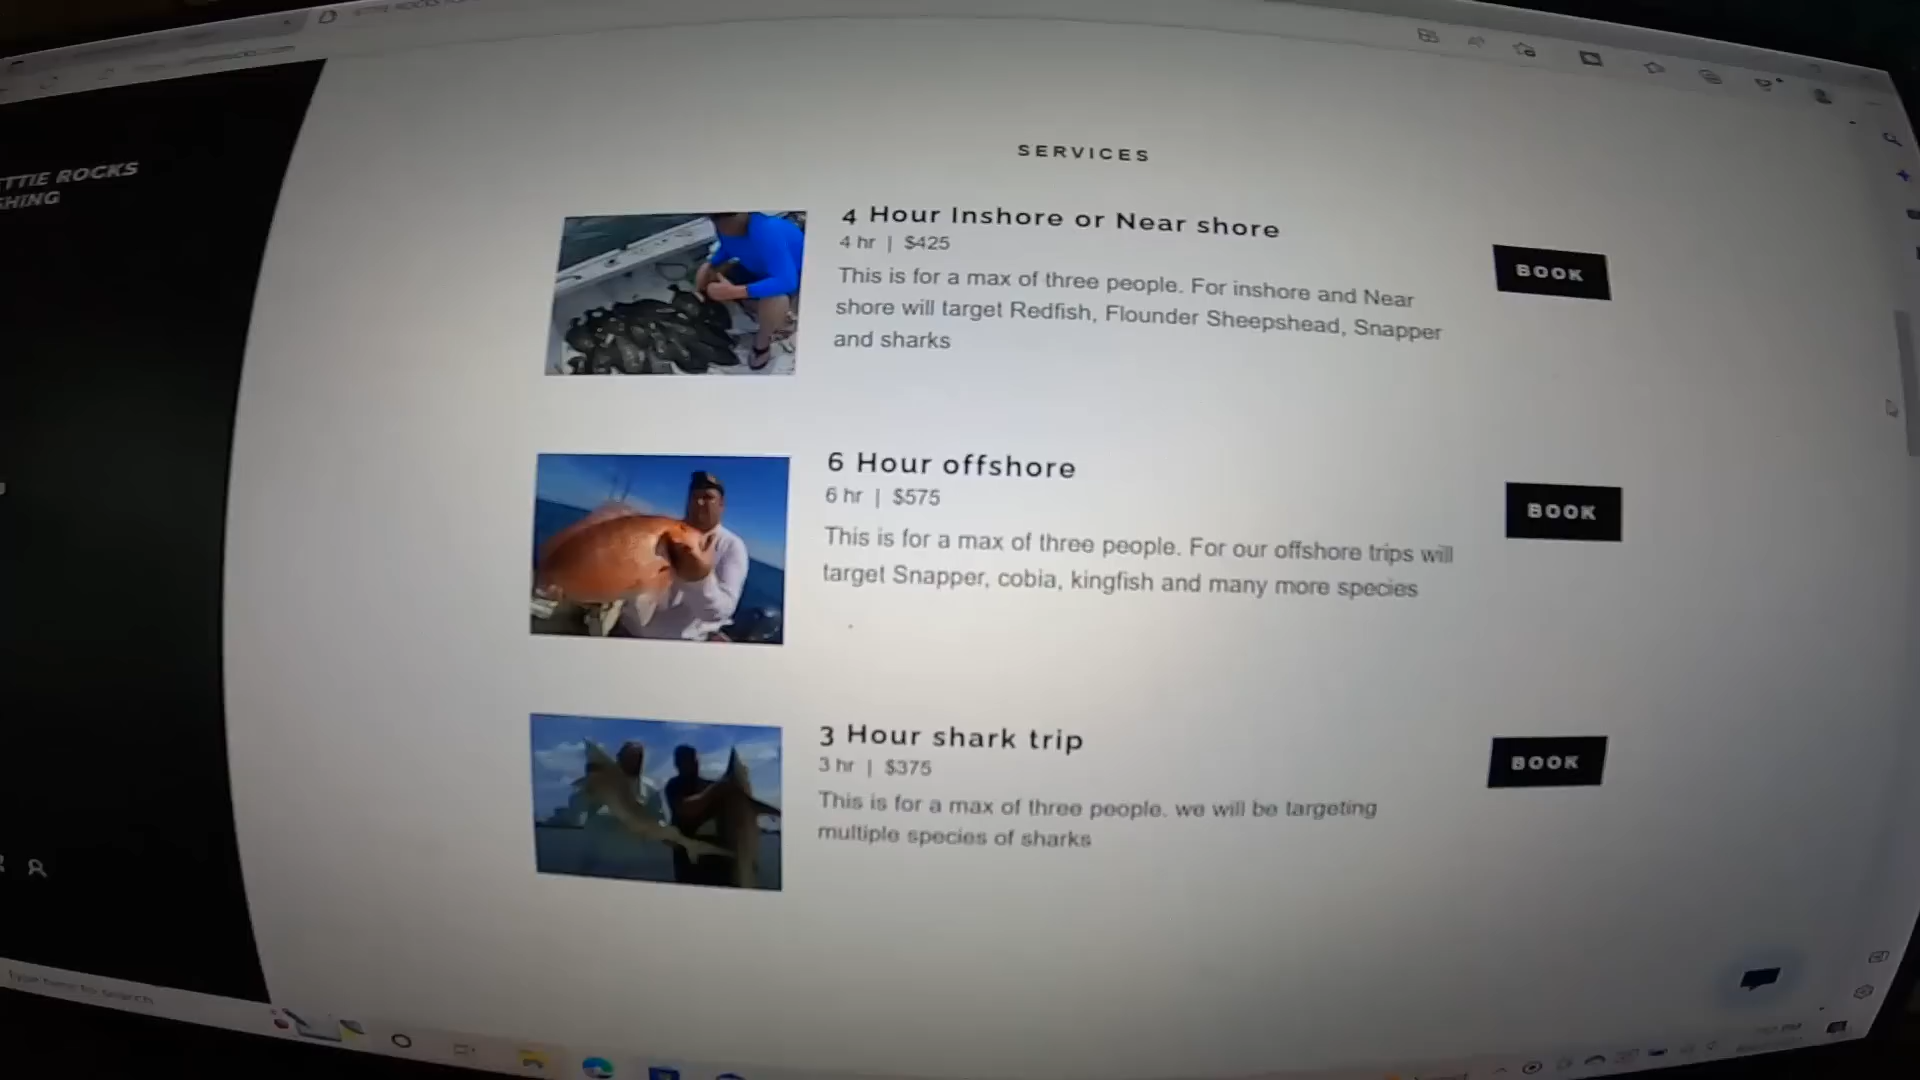 TTIE ROCKS
SHING
SERVICES
4 Hour Inshore or Near shore
4 hr | $425
This is for a max of three people. For inshore and Near
shore will target Redfish, Flounder Sheepshead, Snapper
and sharks
BOOK
6 Hour offshore
6 hr | $575
This is for a max of three people. For our offshore trips will
target Snapper, cobia, kingfish and many more species
BOOK
3 Hour shark trip
3 hr | $375
This is for a max of three people. we will be targeting
multiple species of sharks
BOOK
Type here to search